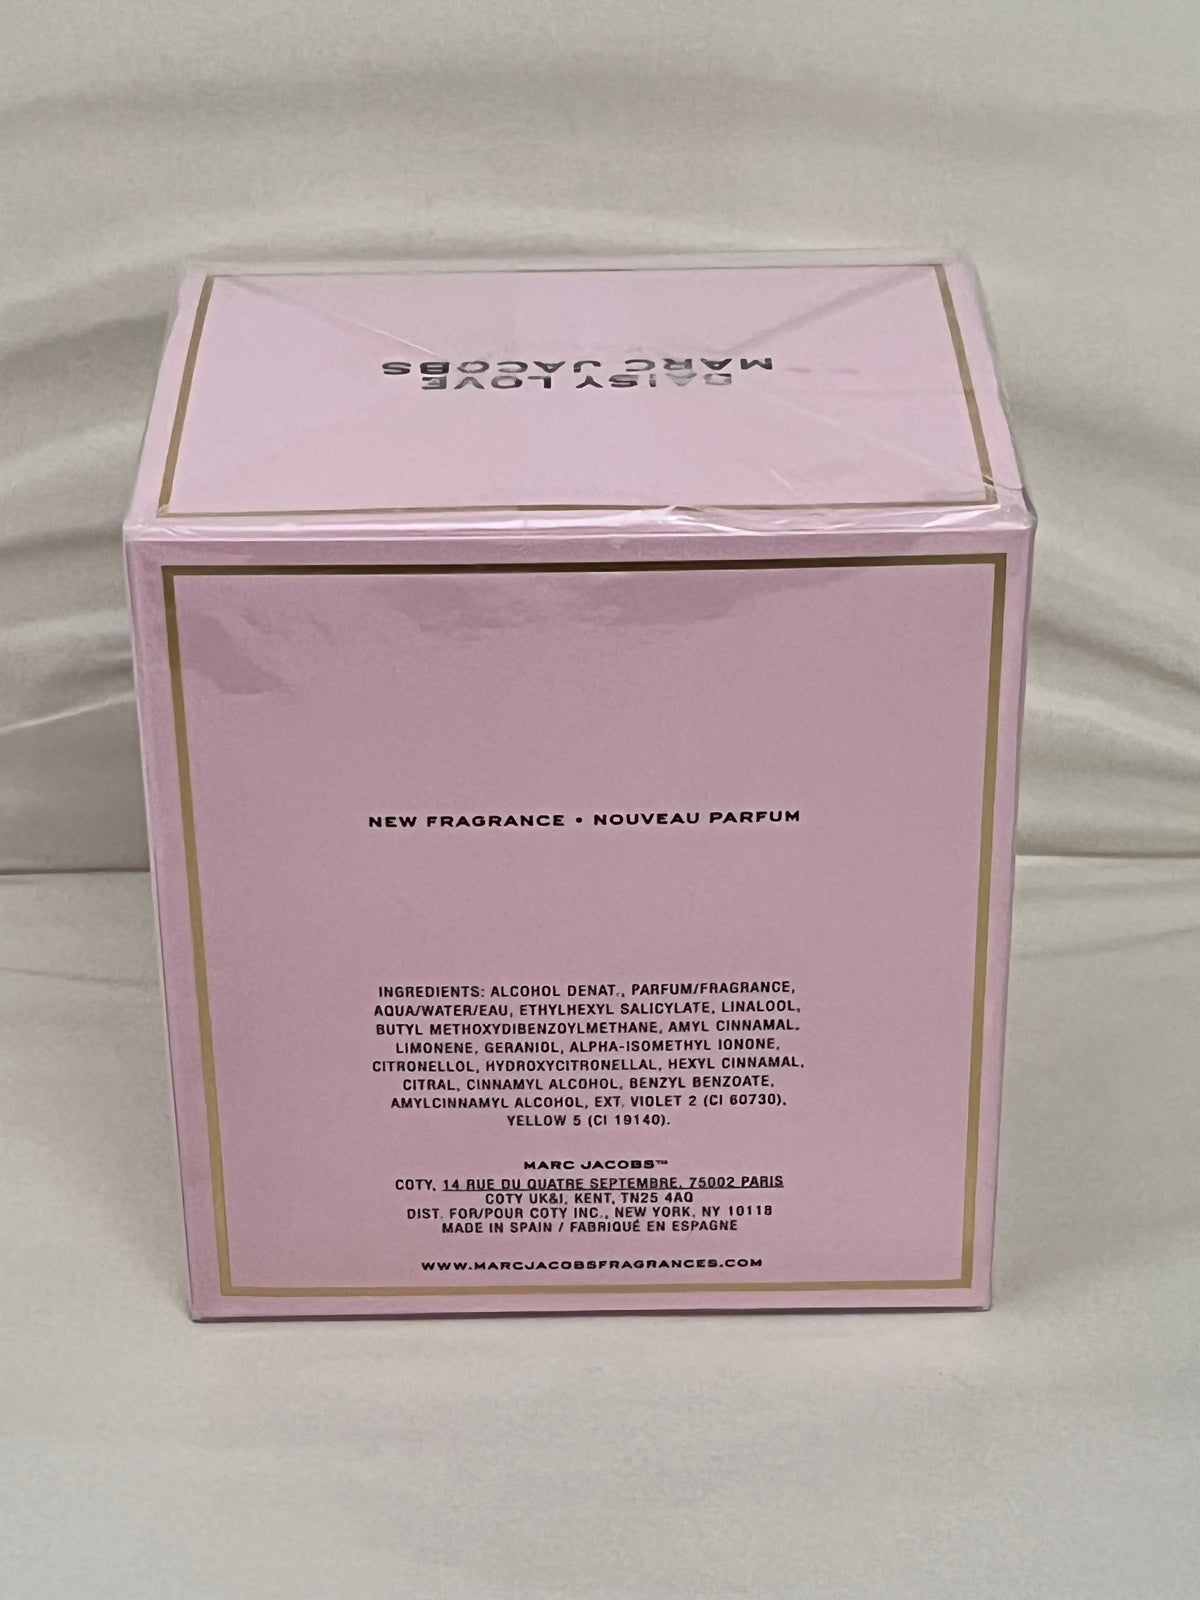 MARC JACOBS
DAISY LOVE
NEW FRAGRANCE • NOUVEAU PARFUM
INGREDIENTS: ALCOHOL DENAT., PARFUM/FRAGRANCE,
AQUA/WATER/EAU, ETHYLHEXYL SALICYLATE, LINALOOL,
BUTYL METHOXYDIBENZOYLMETHANE, AMYL CINNAMAL,
LIMONENE, GERANIOL, ALPHA-ISOMETHYL IONONE,
CITRONELLOL, HYDROXYCITRONELLAL, HEXYL CINNAMAL,
CITRAL, CINNAMYL ALCOHOL, BENZYL BENZOATE,
AMYLCINNAMYL ALCOHOL, EXT. VIOLET 2 (CI 60730),
YELLOW 5 (CI 19140).
MARC JACOBS™
COTY, 14 RUE DU QUATRE SEPTEMBRE, 75002 PARIS
COTY UK&I, KENT, TN25 4AQ
DIST. FOR/POUR COTY INC., NEW YORK, NY 10118
MADE IN SPAIN / FABRIQUÉ EN ESPAGNE
WWW.MARCJACOBSFRAGRANCES.COM